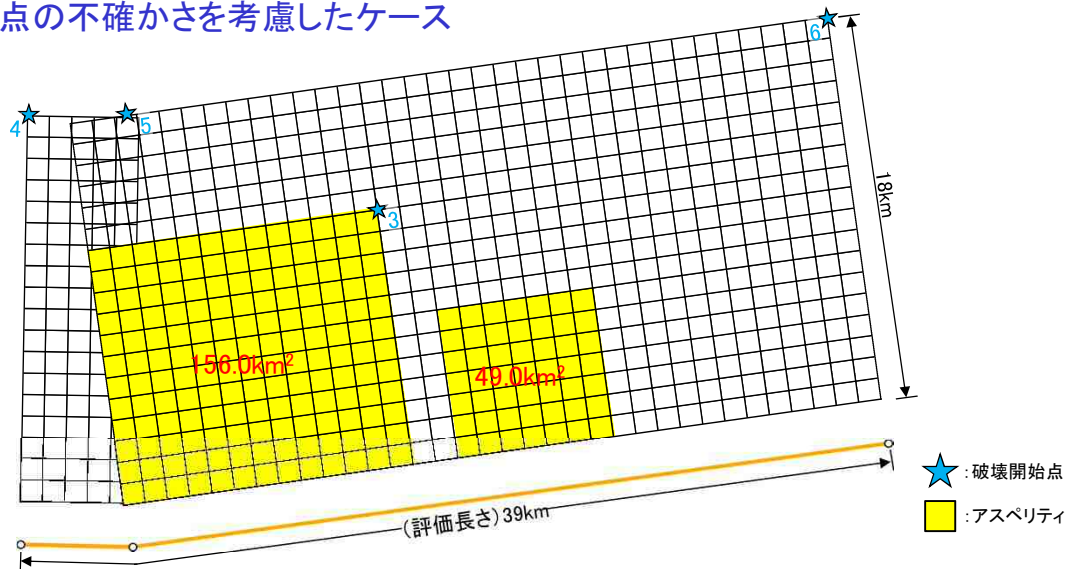 点の不確かさを考慮したケース
6
4
5
18km
3
156.0km²
49.0km²
(評価長さ)39km
:破壊開始点
:アスペリティ